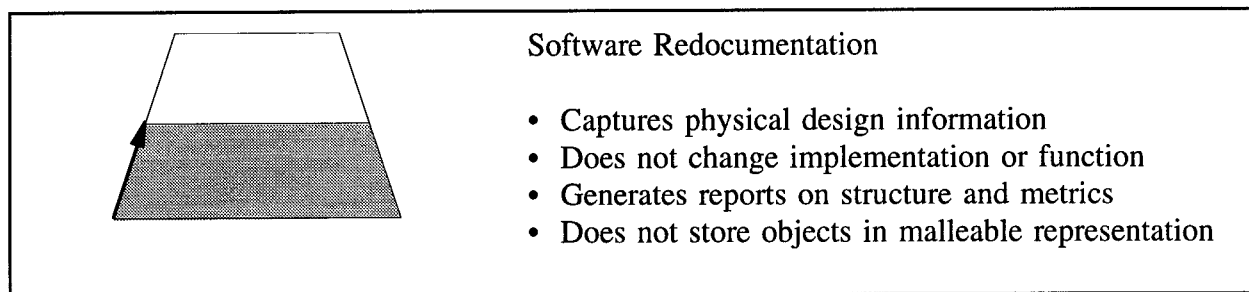 Software Redocumentation
• Captures physical design information
• Does not change implementation or function
• Generates reports on structure and metrics
• Does not store objects in malleable representation